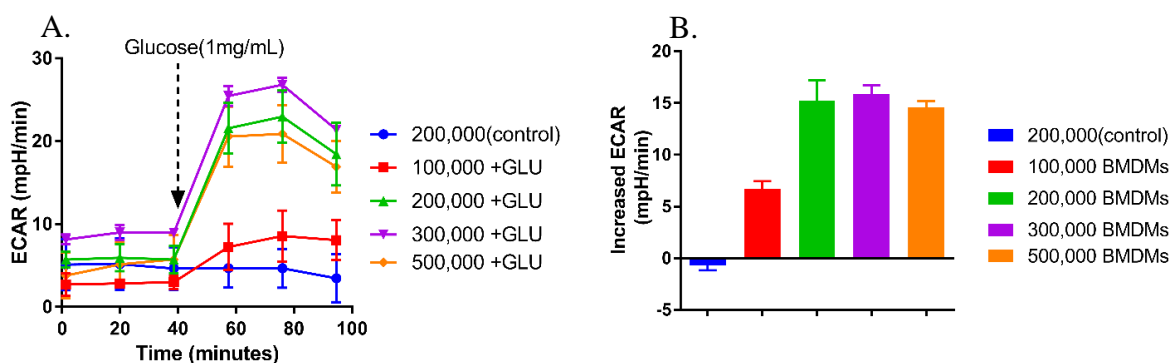 A.
Glucose(1mg/mL)
ECAR (mpH/min)
30
20
10
0
0
20
40
60
80
100
Time (minutes)
200,000(control)
100,000 +GLU
200,000 +GLU
300,000 +GLU
500,000 +GLU
B.
Increased ECAR
(mpH/min)
20
15
10
5
0
-5
200,000(control)
100,000 BMDMs
200,000 BMDMs
300,000 BMDMs
500,000 BMDMs